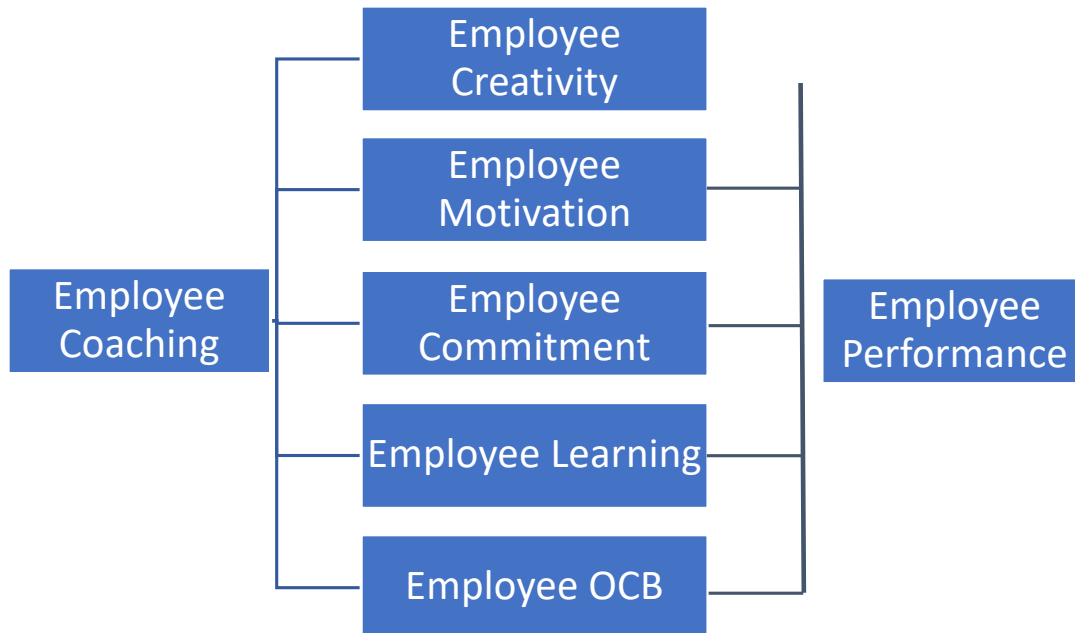 Employee
Creativity
Employee
Motivation
Employee
Coaching
Employee
Commitment
Employee
Performance
Employee Learning
Employee OCB